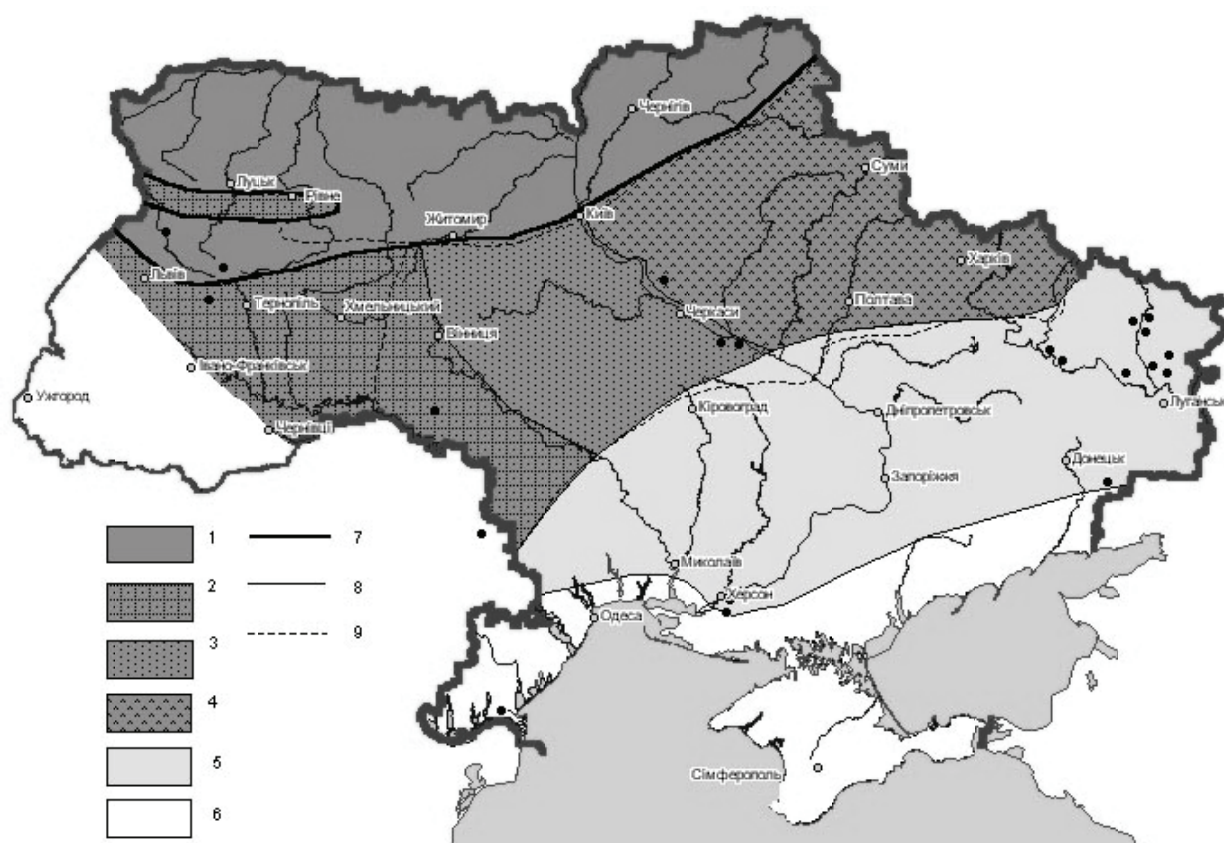 Чернігів
Суми
Луцьк
Рівне
Київ
Житомир
Харків
Львів
Полтава
Тернопіль
Хмельницький
Черкаси
Вінниця
Івано-Франківськ
Ужгород
Луганськ
Кіровоград
Дніпропетровськ
Чернівці
Донецьк
Запоріжжя
1 7
2 8
3 9
4
5
6
Миколаїв
Херсон
Одеса
Сімферополь